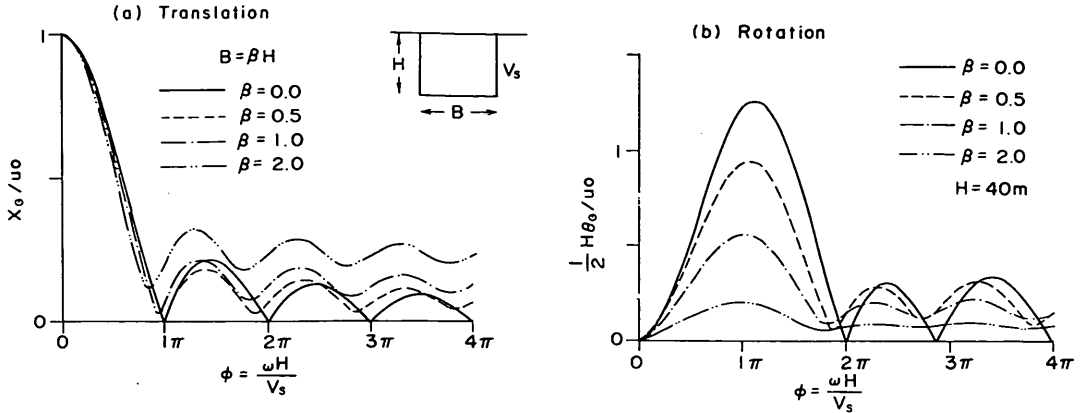 (a) Translation
B = βH
β = 0.0
β = 0.5
β = 1.0
β = 2.0
H
Vs
B
1
0
X_G/uo
0 1π 2π 3π 4π
φ = ωH/Vs
(b) Rotation
β = 0.0
β = 0.5
β = 1.0
β = 2.0
H = 40m
1
0
1/2 Hθ_G/uo
0 1π 2π 3π 4π
φ = ωH/Vs